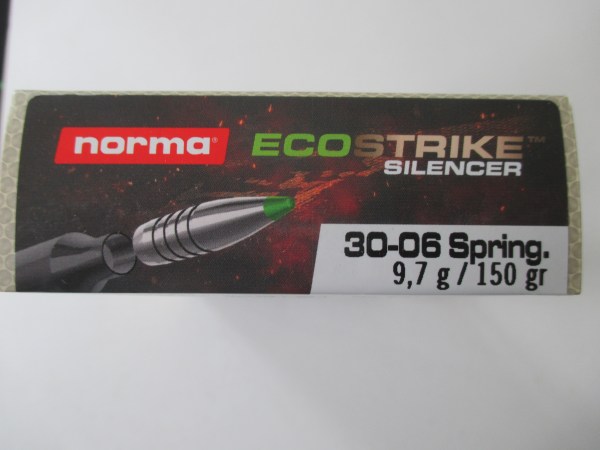 norma®
ECOSTRIKE™
SILENCER
30-06 Spring.
9,7 g / 150 gr